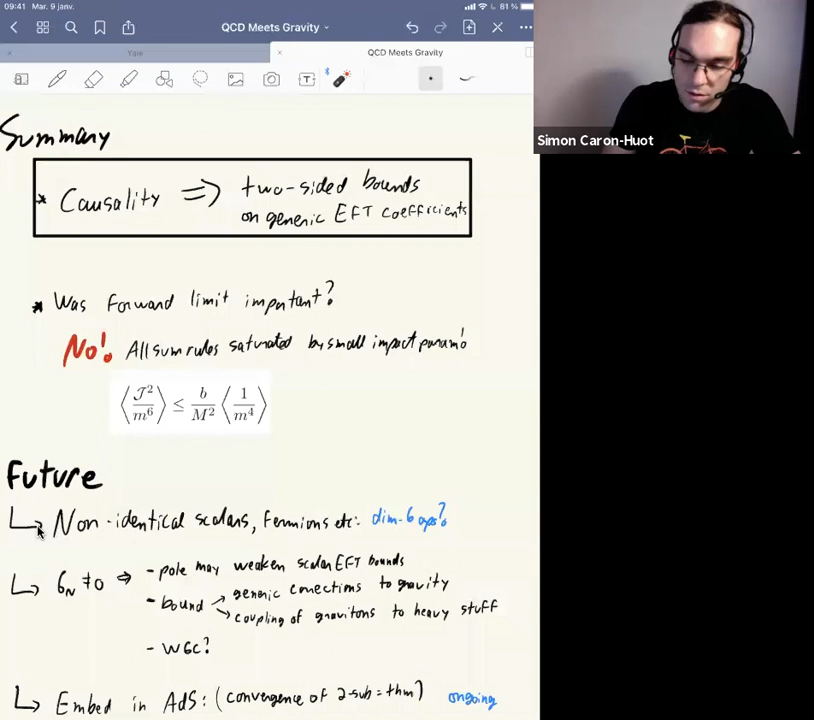 09:41 Mar. 9 janv.
81 %
QCD Meets Gravity
QCD Meets Gravity
Simon Caron-Huot
Summary
* Causality ⇒ two-sided bounds
on generic EFT coefficients
* Was forward limit important?
No! All sum rules saturated by small impact param!
⟨J²/m⁶⟩ ≤ b/M² ⟨1/m⁴⟩
Future
↳ Non-identical scalars, fermions etc. dim-6 ops?
↳ G_N ≠ 0 ⇒ - pole may weaken scalar EFT bounds
- bound → generic corrections to gravity
→ coupling of gravitons to heavy stuff
- WGC?
↳ Embed in AdS: (convergence of 2-sub = thm) ongoing